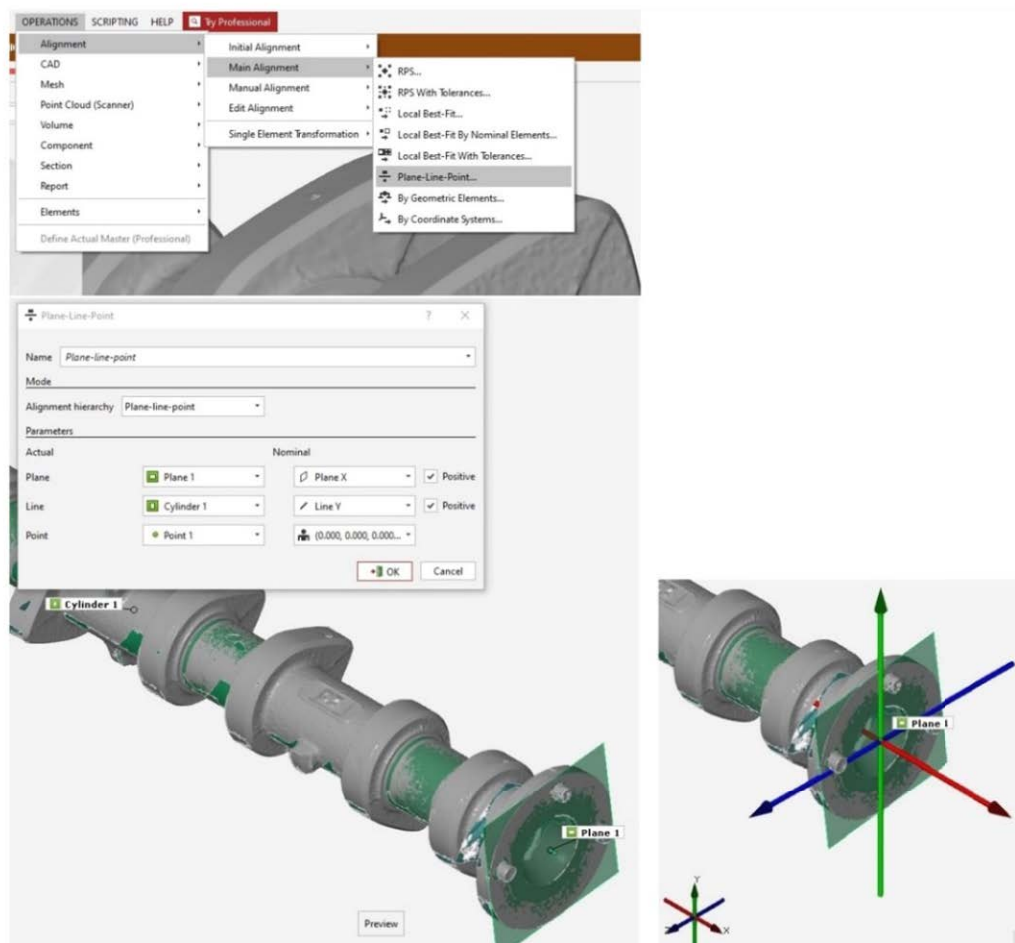 OPERATIONS SCRIPTING HELP Try Professional
Alignment
CAD
Mesh
Point Cloud (Scanner)
Volume
Component
Section
Report
Elements
Define Actual Master (Professional)
Initial Alignment
Main Alignment
Manual Alignment
Edit Alignment
Single Element Transformation
RPS...
RPS With Tolerances...
Local Best-Fit...
Local Best-Fit By Nominal Elements...
Local Best-Fit With Tolerances...
Plane-Line-Point...
By Geometric Elements...
By Coordinate Systems...
Plane-Line-Point
Name Plane-line-point
Mode
Alignment hierarchy Plane-line-point
Parameters
Actual Nominal
Plane Plane 1 Plane X Positive
Line Cylinder 1 Line Y Positive
Point Point 1 (0.000, 0.000, 0.000...
OK Cancel
Cylinder 1
Plane 1
Preview
Plane 1
Y
Z X